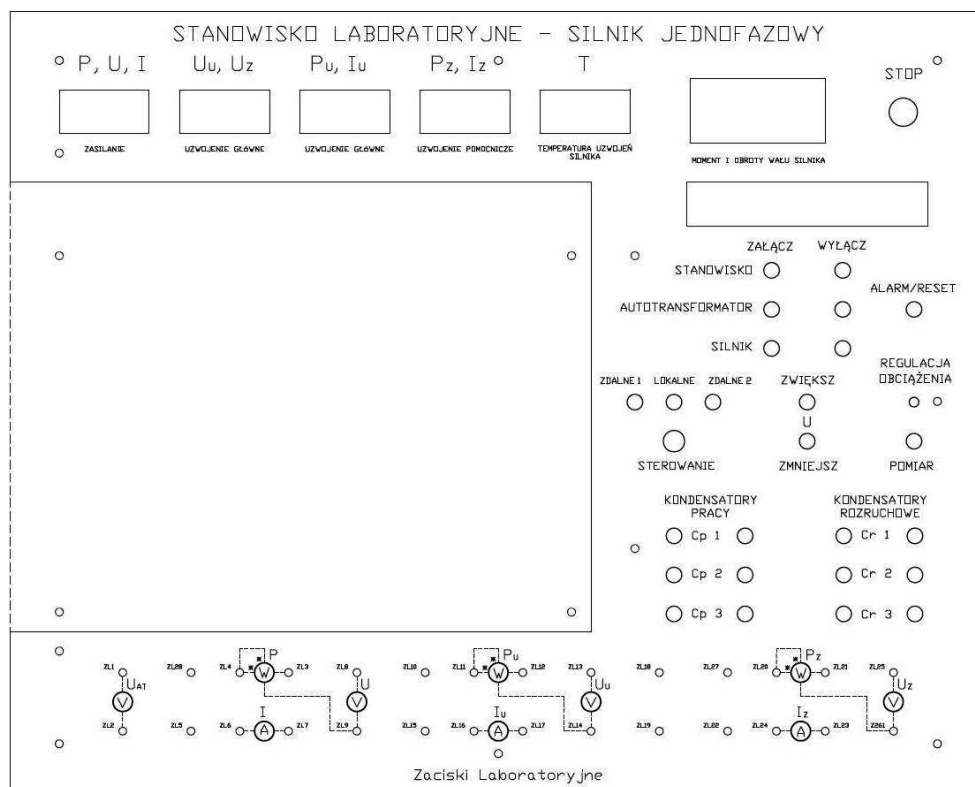 STANOWISKO LABORATORYJNE - SILNIK JEDNOFAZOWY
P, U, I Uu, Uz Pu, Iu Pz, Iz T STOP
ZASILANIE UZWOJENIE GŁÓWNE UZWOJENIE GŁÓWNE UZWOJENIE POMOCNICZE TEMPERATURA UZWOJEŃ SILNIKA MOMENT I OBROTY WAŁU SILNIKA
ZAŁĄCZ WYŁĄCZ
STANOWISKO
ALARM/RESET
AUTOTRANSFORMATOR
SILNIK
REGULACJA
OBCIĄŻENIA
ZDALNE 1 LOKALNE ZDALNE 2 ZWIĘKSZ
U
STEROWANIE ZMNIEJSZ POMIAR
KONDENSATORY PRACY KONDENSATORY ROZRUCHOWE
Cp 1 Cr 1
Cp 2 Cr 2
Cp 3 Cr 3
P Pu Pz
ZL1 ZL28 ZL4 * * W ZL3 ZL8 ZL10 ZL11 * * W ZL12 ZL13 ZL18 ZL27 ZL20 * * W ZL21 ZL25
UAT V U V Uu V Uz V
I Iu Iz
ZL2 ZL5 ZL6 A ZL7 ZL9 ZL15 ZL16 A ZL17 ZL14 ZL19 ZL22 ZL24 A ZL23 Z261
Zaciski Laboratoryjne